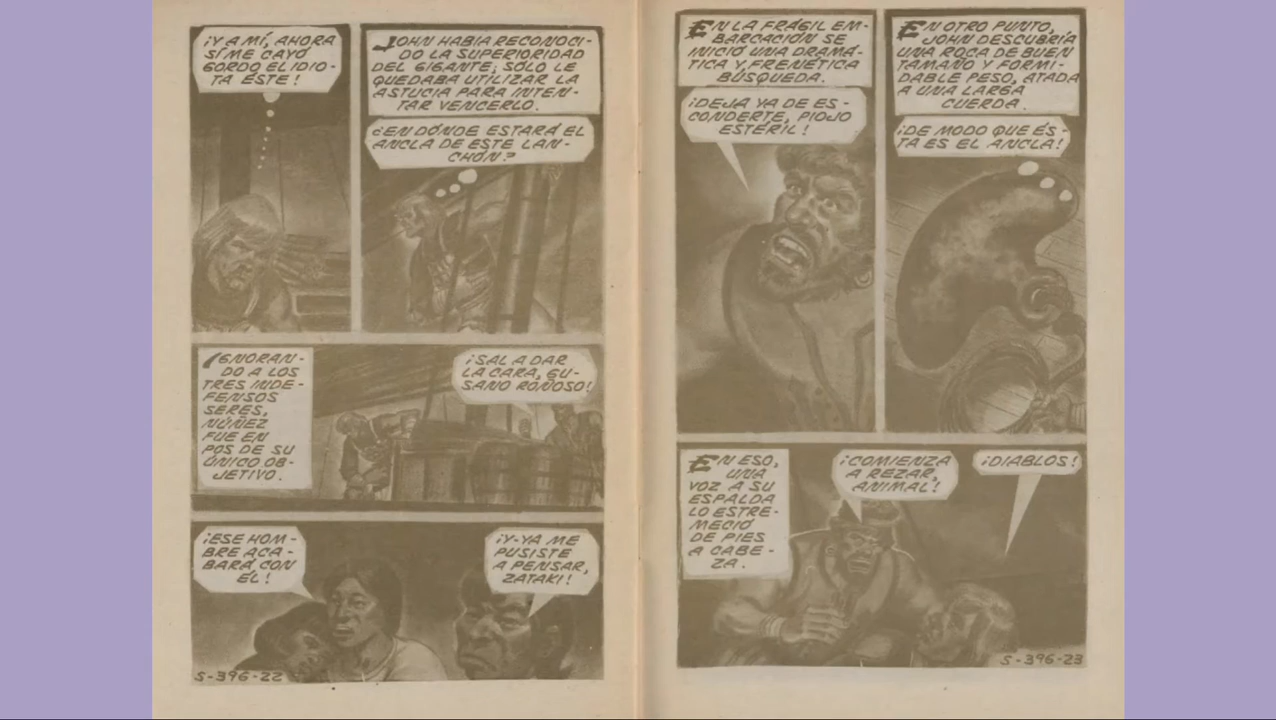 ¡Y A MÍ, AHORA
SÍ ME CAYÓ
GORDO EL IDIO-
TA ÉSTE!
JOHN HABIA RECONOCI-
DO LA SUPERIORIDAD
DEL GIGANTE; SÓLO LE
QUEDABA UTILIZAR LA
ASTUCIA PARA INTEN-
TAR VENCERLO.
¿EN DÓNDE ESTARÁ EL
ANCLA DE ESTE LAN-
CHÓN?
IGNORAN-
DO A LOS
TRES INDE-
FENSOS
SERES,
NÚÑEZ
FUE EN
POS DE SU
ÚNICO OB-
JETIVO.
¡SAL A DAR
LA CARA, GU-
SANO ROÑOSO!
¡ESE HOM-
BRE ACA-
BARÁ CON
ÉL!
¡Y-YA ME
PUSISTE
A PENSAR,
ZATAKI!
S-396-22
EN LA FRÁGIL EM-
BARCACIÓN SE
INICIÓ UNA DRAMÁ-
TICA Y FRENÉTICA
BÚSQUEDA.
¡DEJA YA DE ES-
CONDERTE, PIOJO
ESTÉRIL!
EN OTRO PUNTO,
JOHN DESCUBRÍA
UNA ROCA DE BUEN
TAMAÑO Y FORMI-
DABLE PESO, ATADA
A UNA LARGA
CUERDA.
¡DE MODO QUE ÉS-
TA ES EL ANCLA!
EN ESO,
UNA
VOZ A SU
ESPALDA
LO ESTRE-
MECIÓ
DE PIES
A CABE-
ZA.
¡COMIENZA
A REZAR,
ANIMAL!
¡DIABLOS!
S-396-23